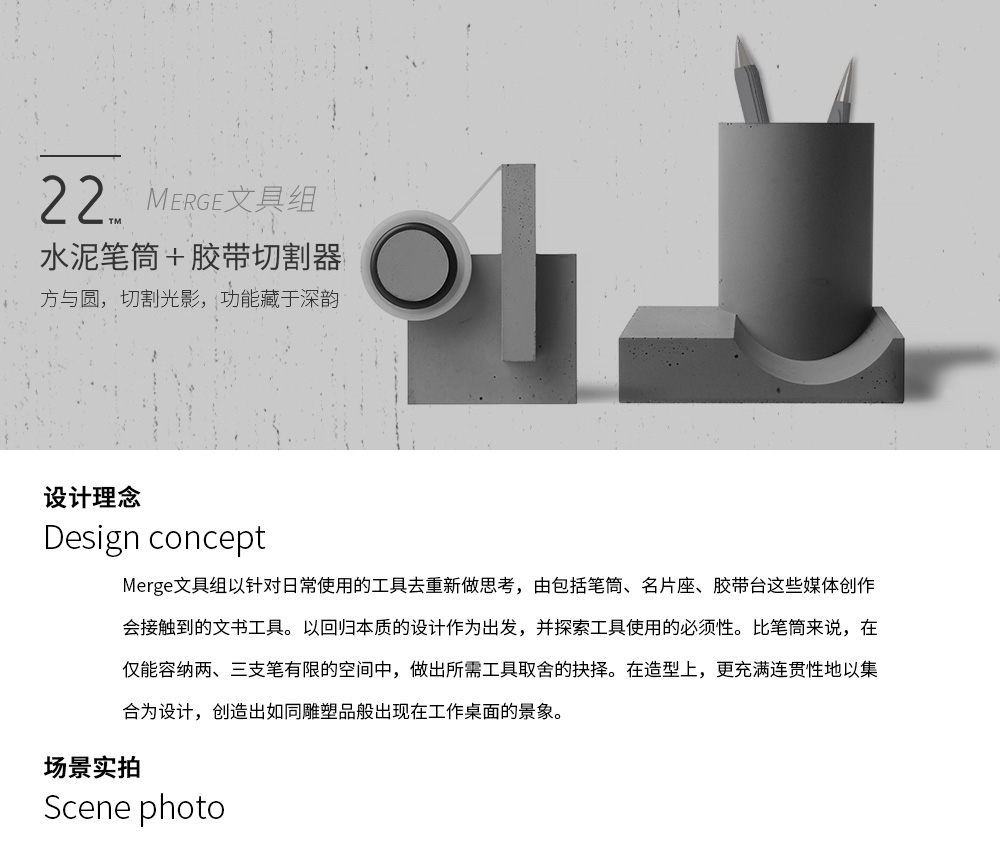 22™
MERGE文具组
水泥笔筒＋胶带切割器
方与圆，切割光影，功能藏于深韵
设计理念
Design concept
Merge文具组以针对日常使用的工具去重新做思考，由包括笔筒、名片座、胶带台这些媒体创作
会接触到的文书工具。以回归本质的设计作为出发，并探索工具使用的必须性。比笔筒来说，在
仅能容纳两、三支笔有限的空间中，做出所需工具取舍的抉择。在造型上，更充满连贯性地以集
合为设计，创造出如同雕塑品般出现在工作桌面的景象。
场景实拍
Scene photo